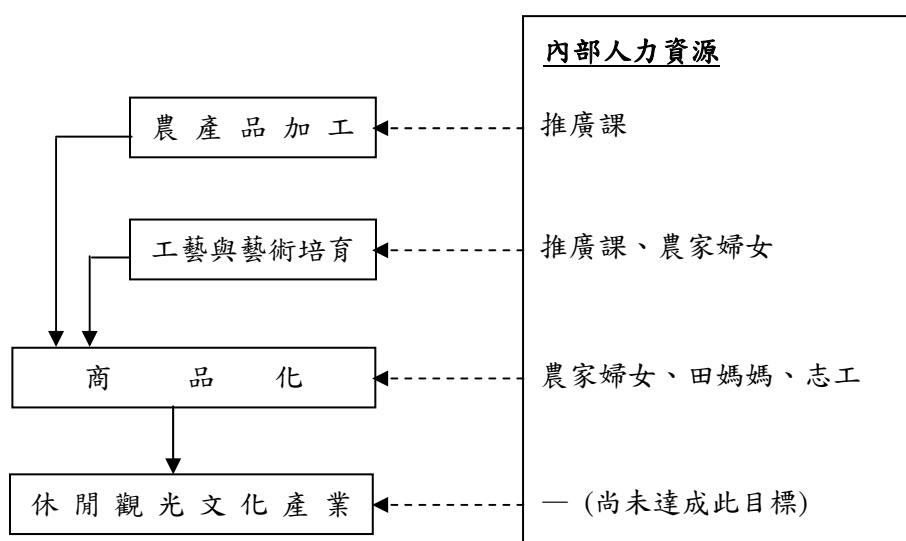 內部人力資源
農產品加工
推廣課
工藝與藝術培育
推廣課、農家婦女
商品化
農家婦女、田媽媽、志工
休閒觀光文化產業
— (尚未達成此目標)